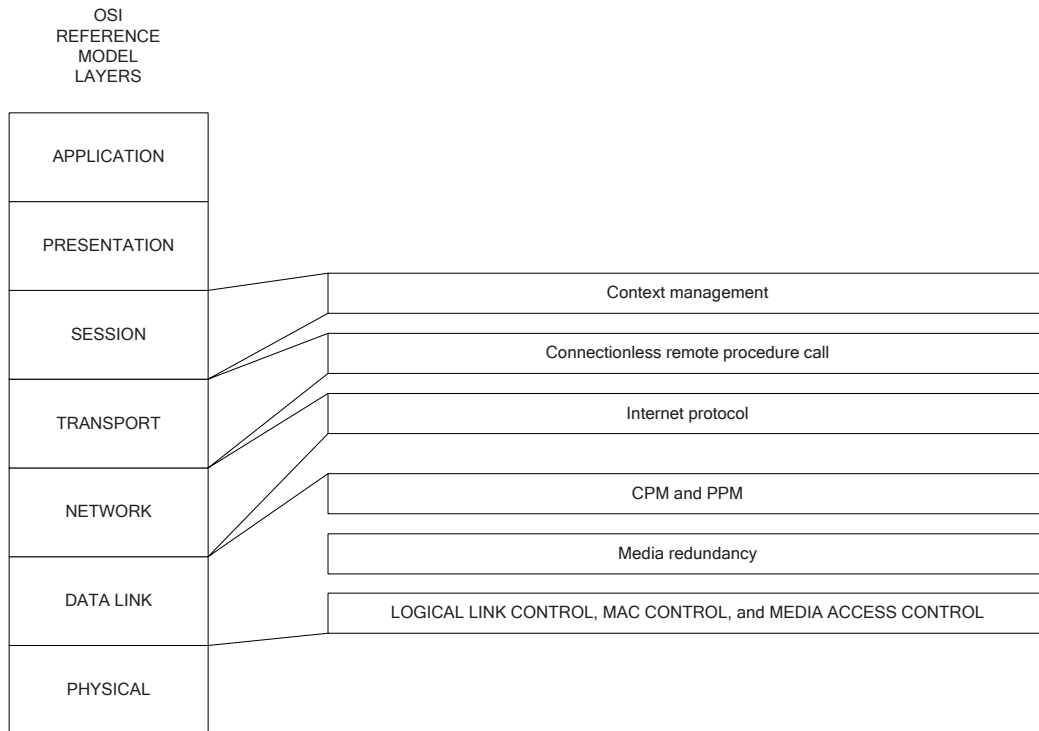 OSI
REFERENCE
MODEL
LAYERS
APPLICATION
PRESENTATION
SESSION
TRANSPORT
NETWORK
DATA LINK
PHYSICAL
Context management
Connectionless remote procedure call
Internet protocol
CPM and PPM
Media redundancy
LOGICAL LINK CONTROL, MAC CONTROL, and MEDIA ACCESS CONTROL